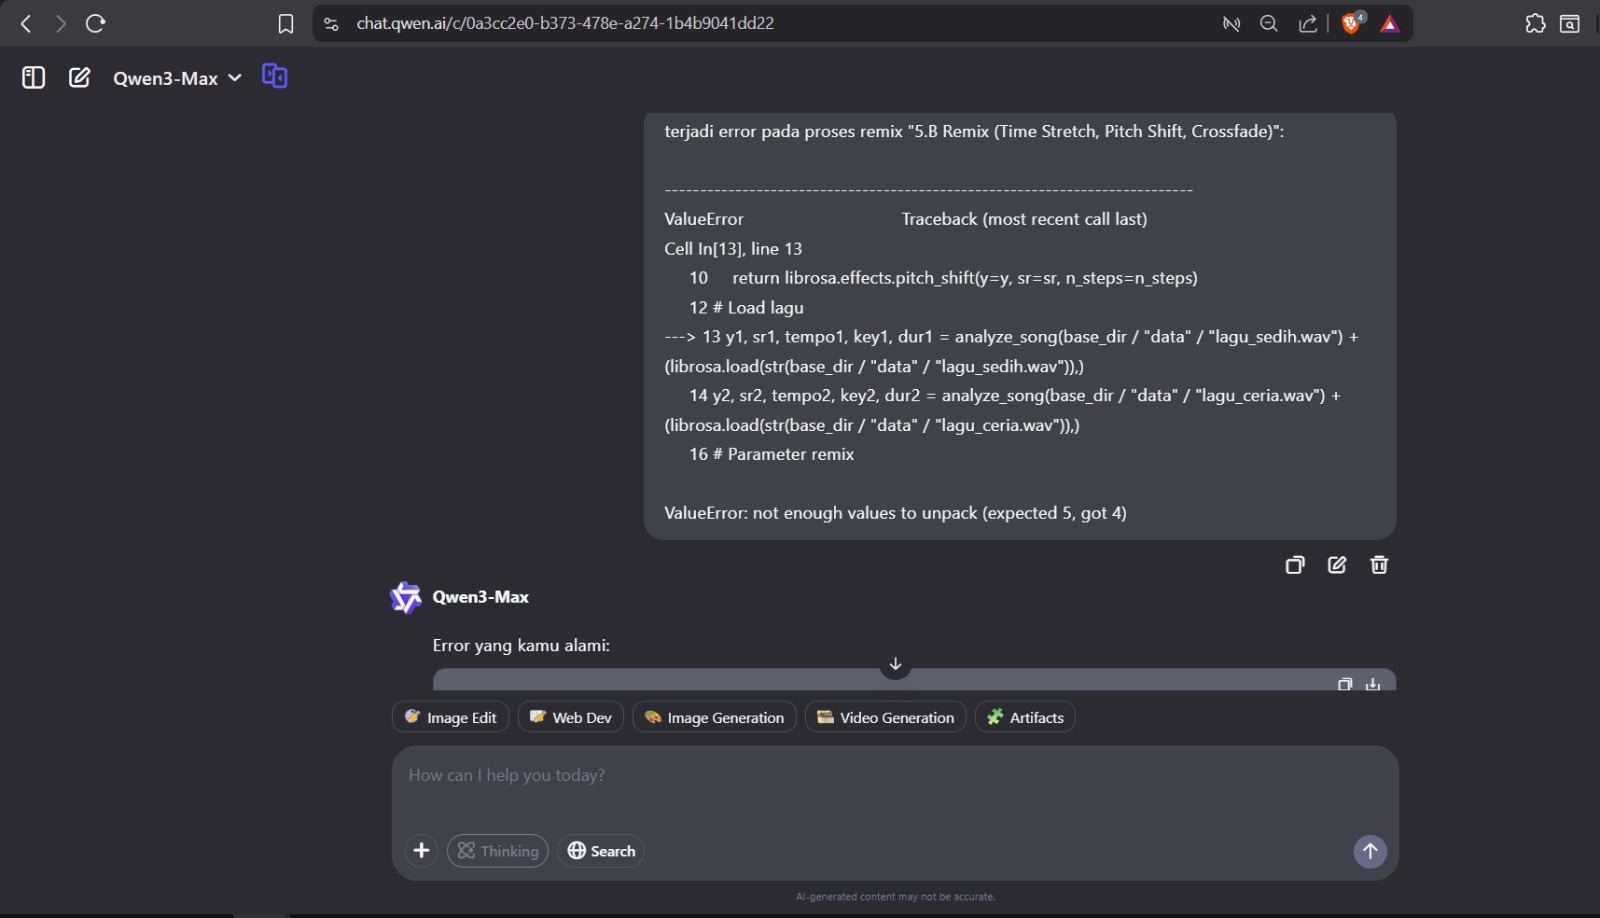 chat.qwen.ai/c/0a3cc2e0-b373-478e-a274-1b4b9041dd22
4
Qwen3-Max
terjadi error pada proses remix "5.B Remix (Time Stretch, Pitch Shift, Crossfade)":
---------------------------------------------------------------------------
ValueError                                Traceback (most recent call last)
Cell In[13], line 13
10     return librosa.effects.pitch_shift(y=y, sr=sr, n_steps=n_steps)
12 # Load lagu
---> 13 y1, sr1, tempo1, key1, dur1 = analyze_song(base_dir / "data" / "lagu_sedih.wav") +
(librosa.load(str(base_dir / "data" / "lagu_sedih.wav")),)
14 y2, sr2, tempo2, key2, dur2 = analyze_song(base_dir / "data" / "lagu_ceria.wav") +
(librosa.load(str(base_dir / "data" / "lagu_ceria.wav")),)
16 # Parameter remix
ValueError: not enough values to unpack (expected 5, got 4)
Qwen3-Max
Error yang kamu alami:
Image Edit
Web Dev
Image Generation
Video Generation
Artifacts
How can I help you today?
Thinking
Search
AI-generated content may not be accurate.